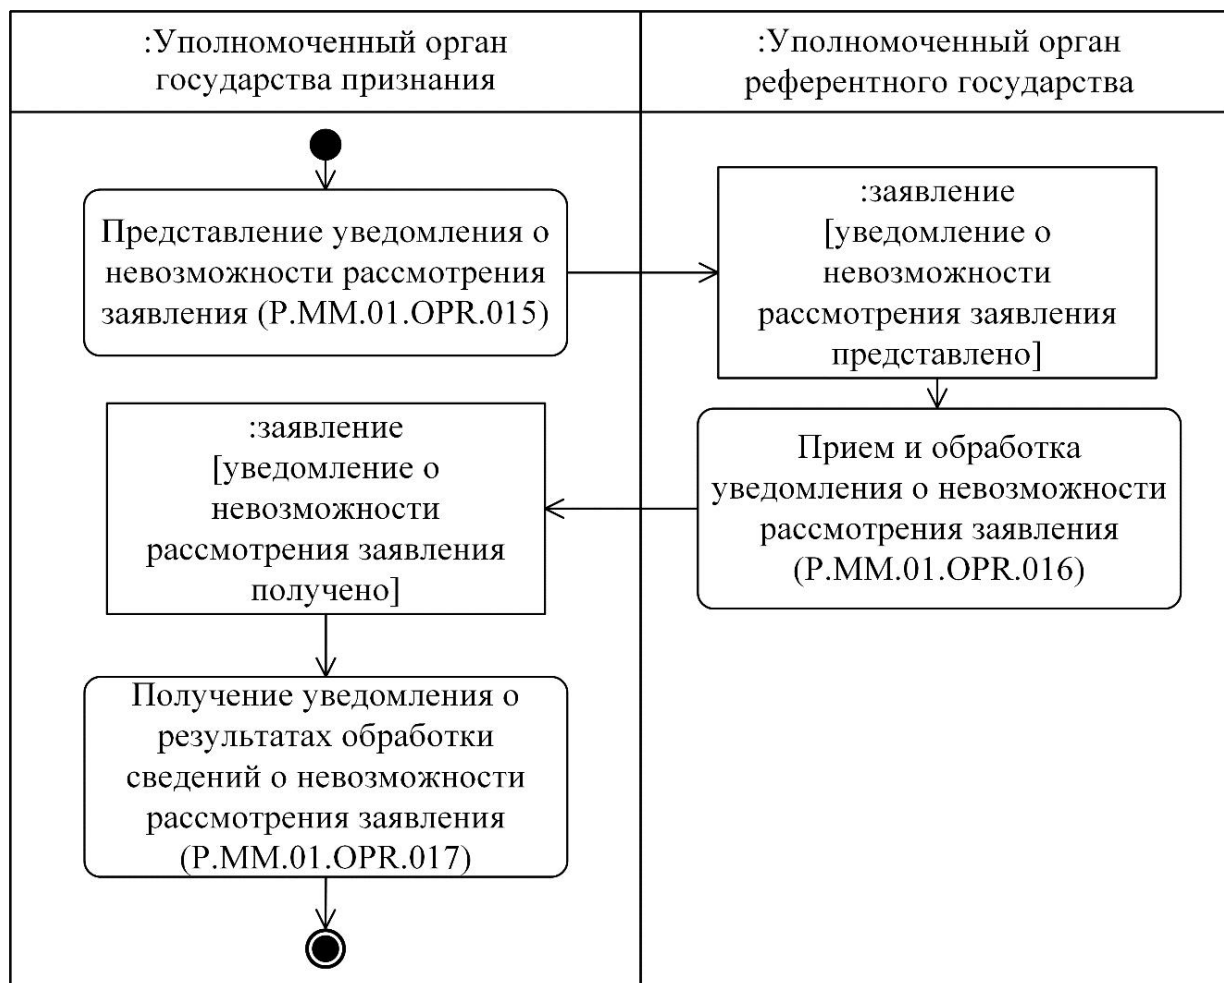 :Уполномоченный орган
государства признания
:Уполномоченный орган
референтного государства
Представление уведомления о
невозможности рассмотрения
заявления (P.MM.01.OPR.015)
:заявление
[уведомление о
невозможности
рассмотрения заявления
представлено]
:заявление
[уведомление о
невозможности
рассмотрения заявления
получено]
Прием и обработка
уведомления о невозможности
рассмотрения заявления
(P.MM.01.OPR.016)
Получение уведомления о
результатах обработки
сведений о невозможности
рассмотрения заявления
(P.MM.01.OPR.017)